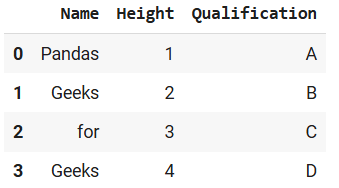 Name Height Qualification
0 Pandas 1 A
1 Geeks 2 B
2 for 3 C
3 Geeks 4 D